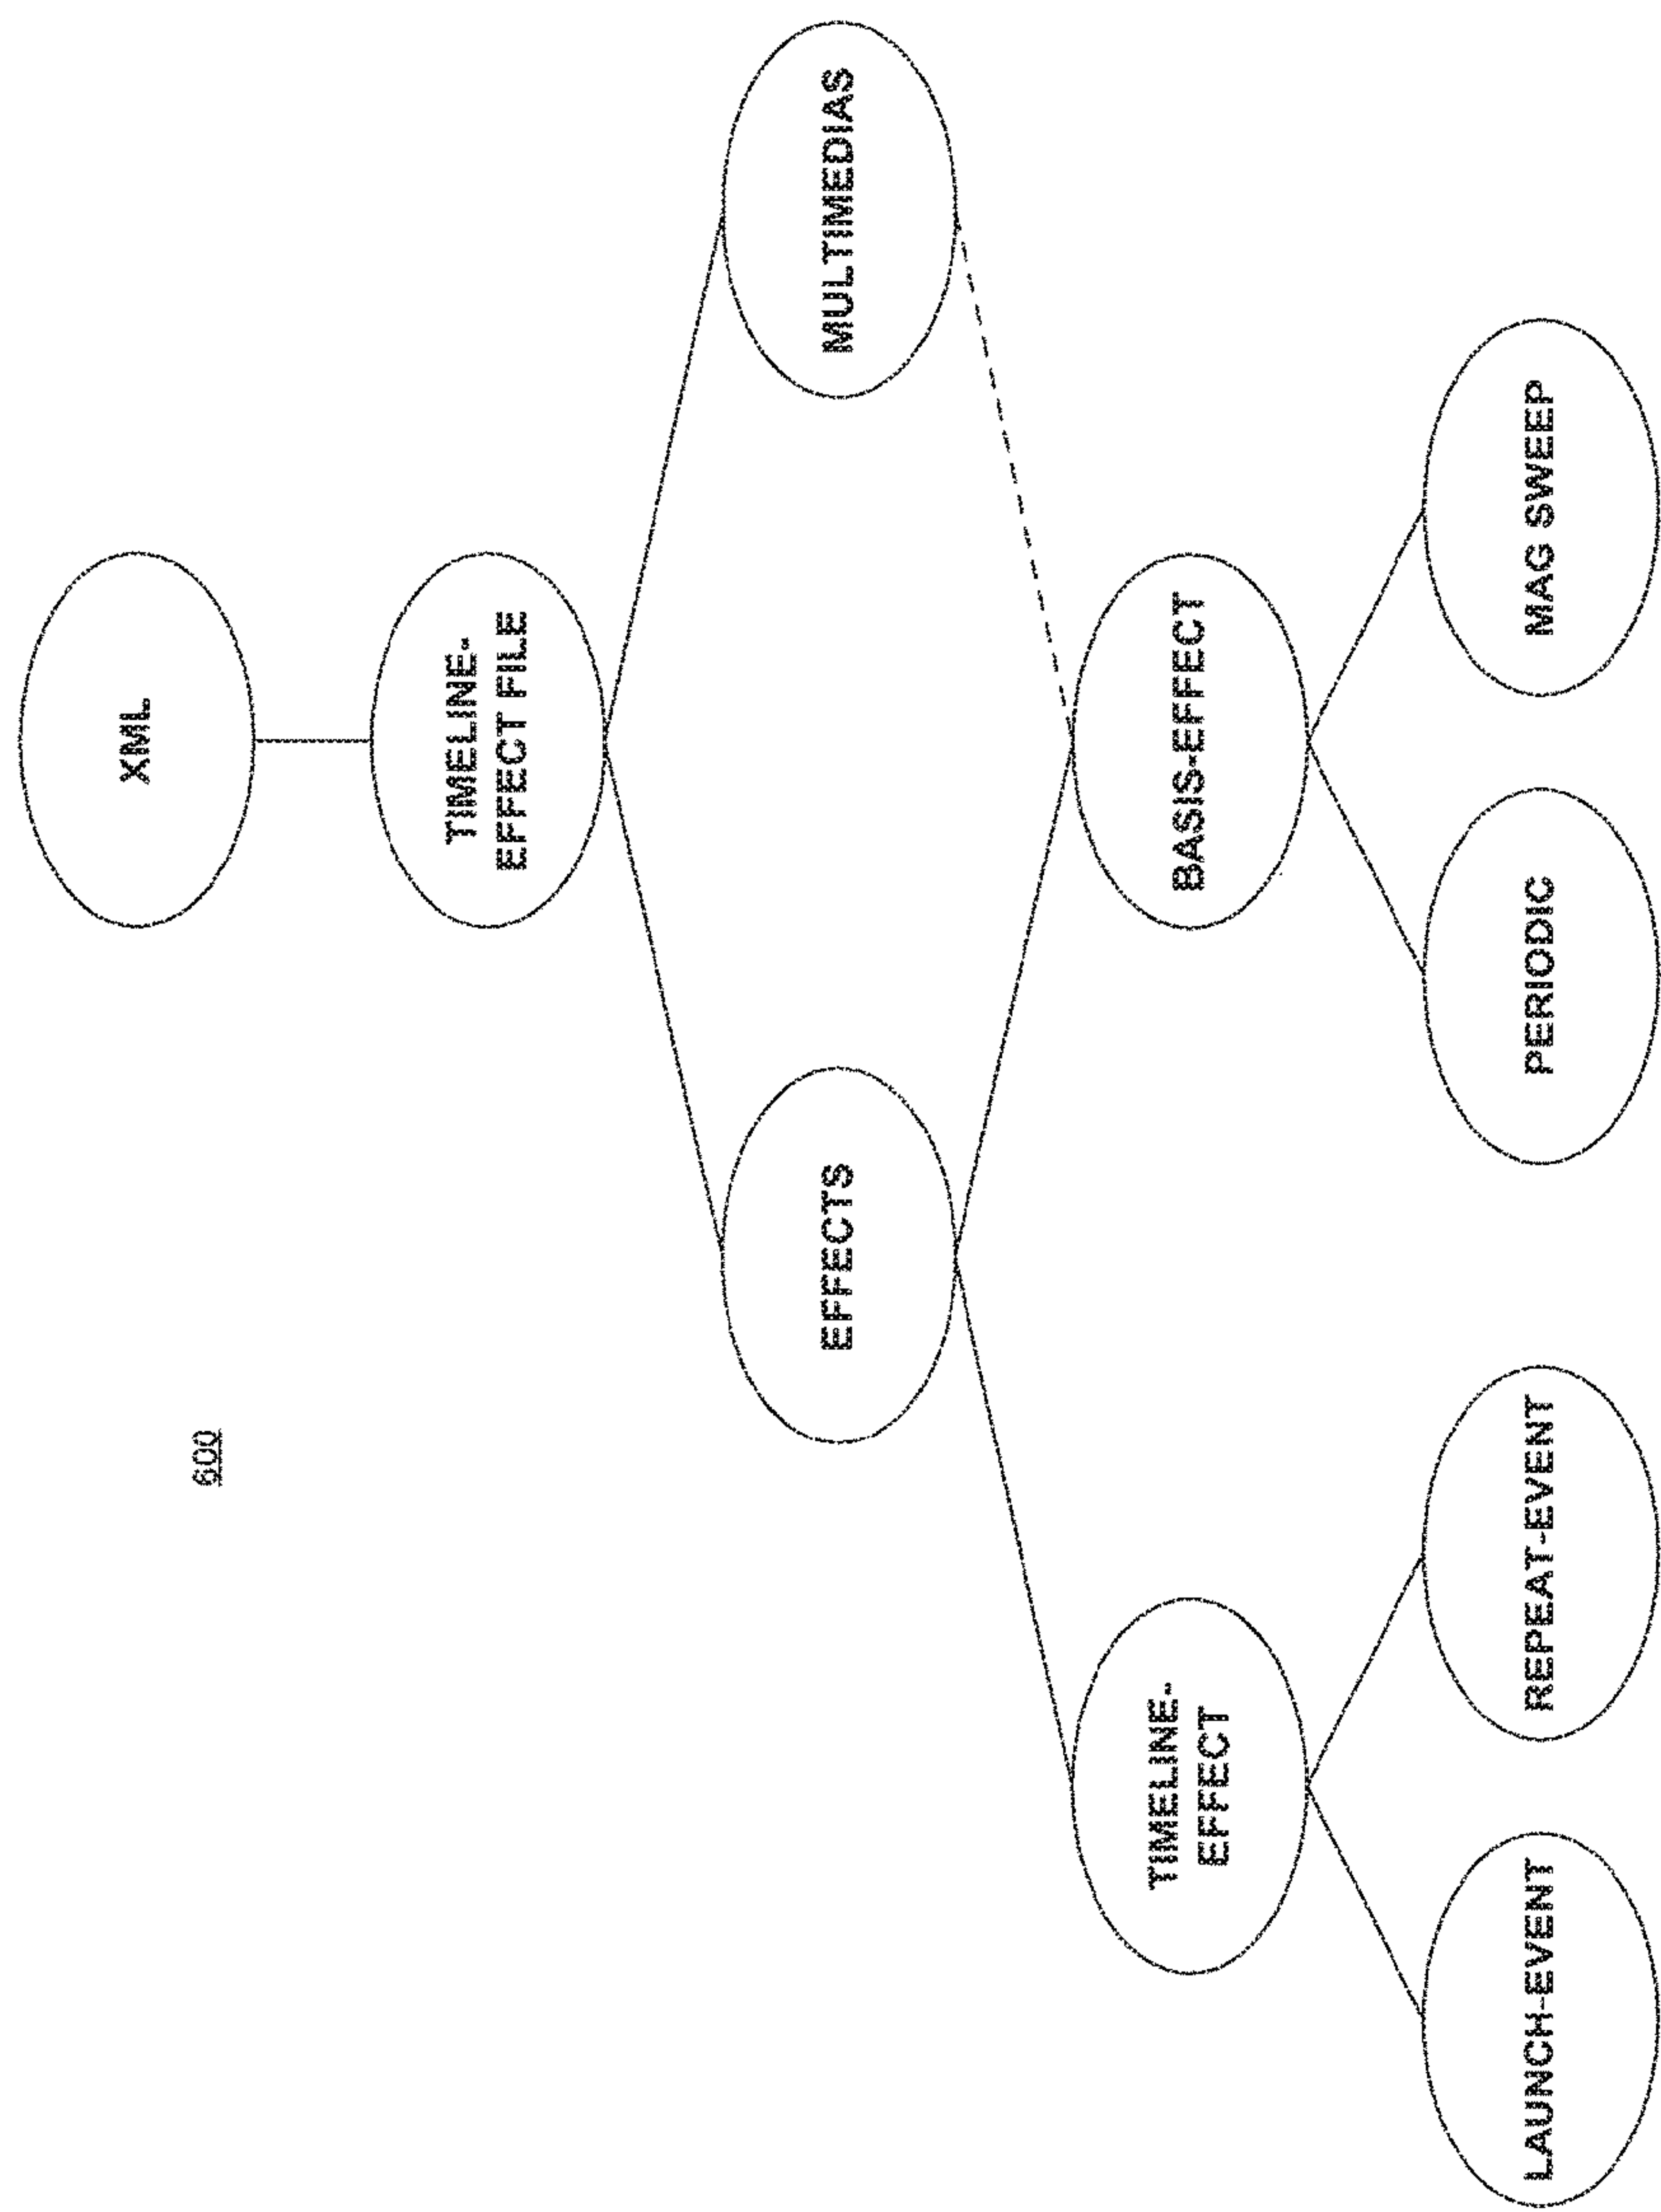 600
XML
TIMELINE-
EFFECT FILE
EFFECTS
MULTIMEDIAS
TIMELINE-
EFFECT
BASIS-EFFECT
LAUNCH-EVENT
REPEAT-EVENT
PERIODIC
MAG SWEEP